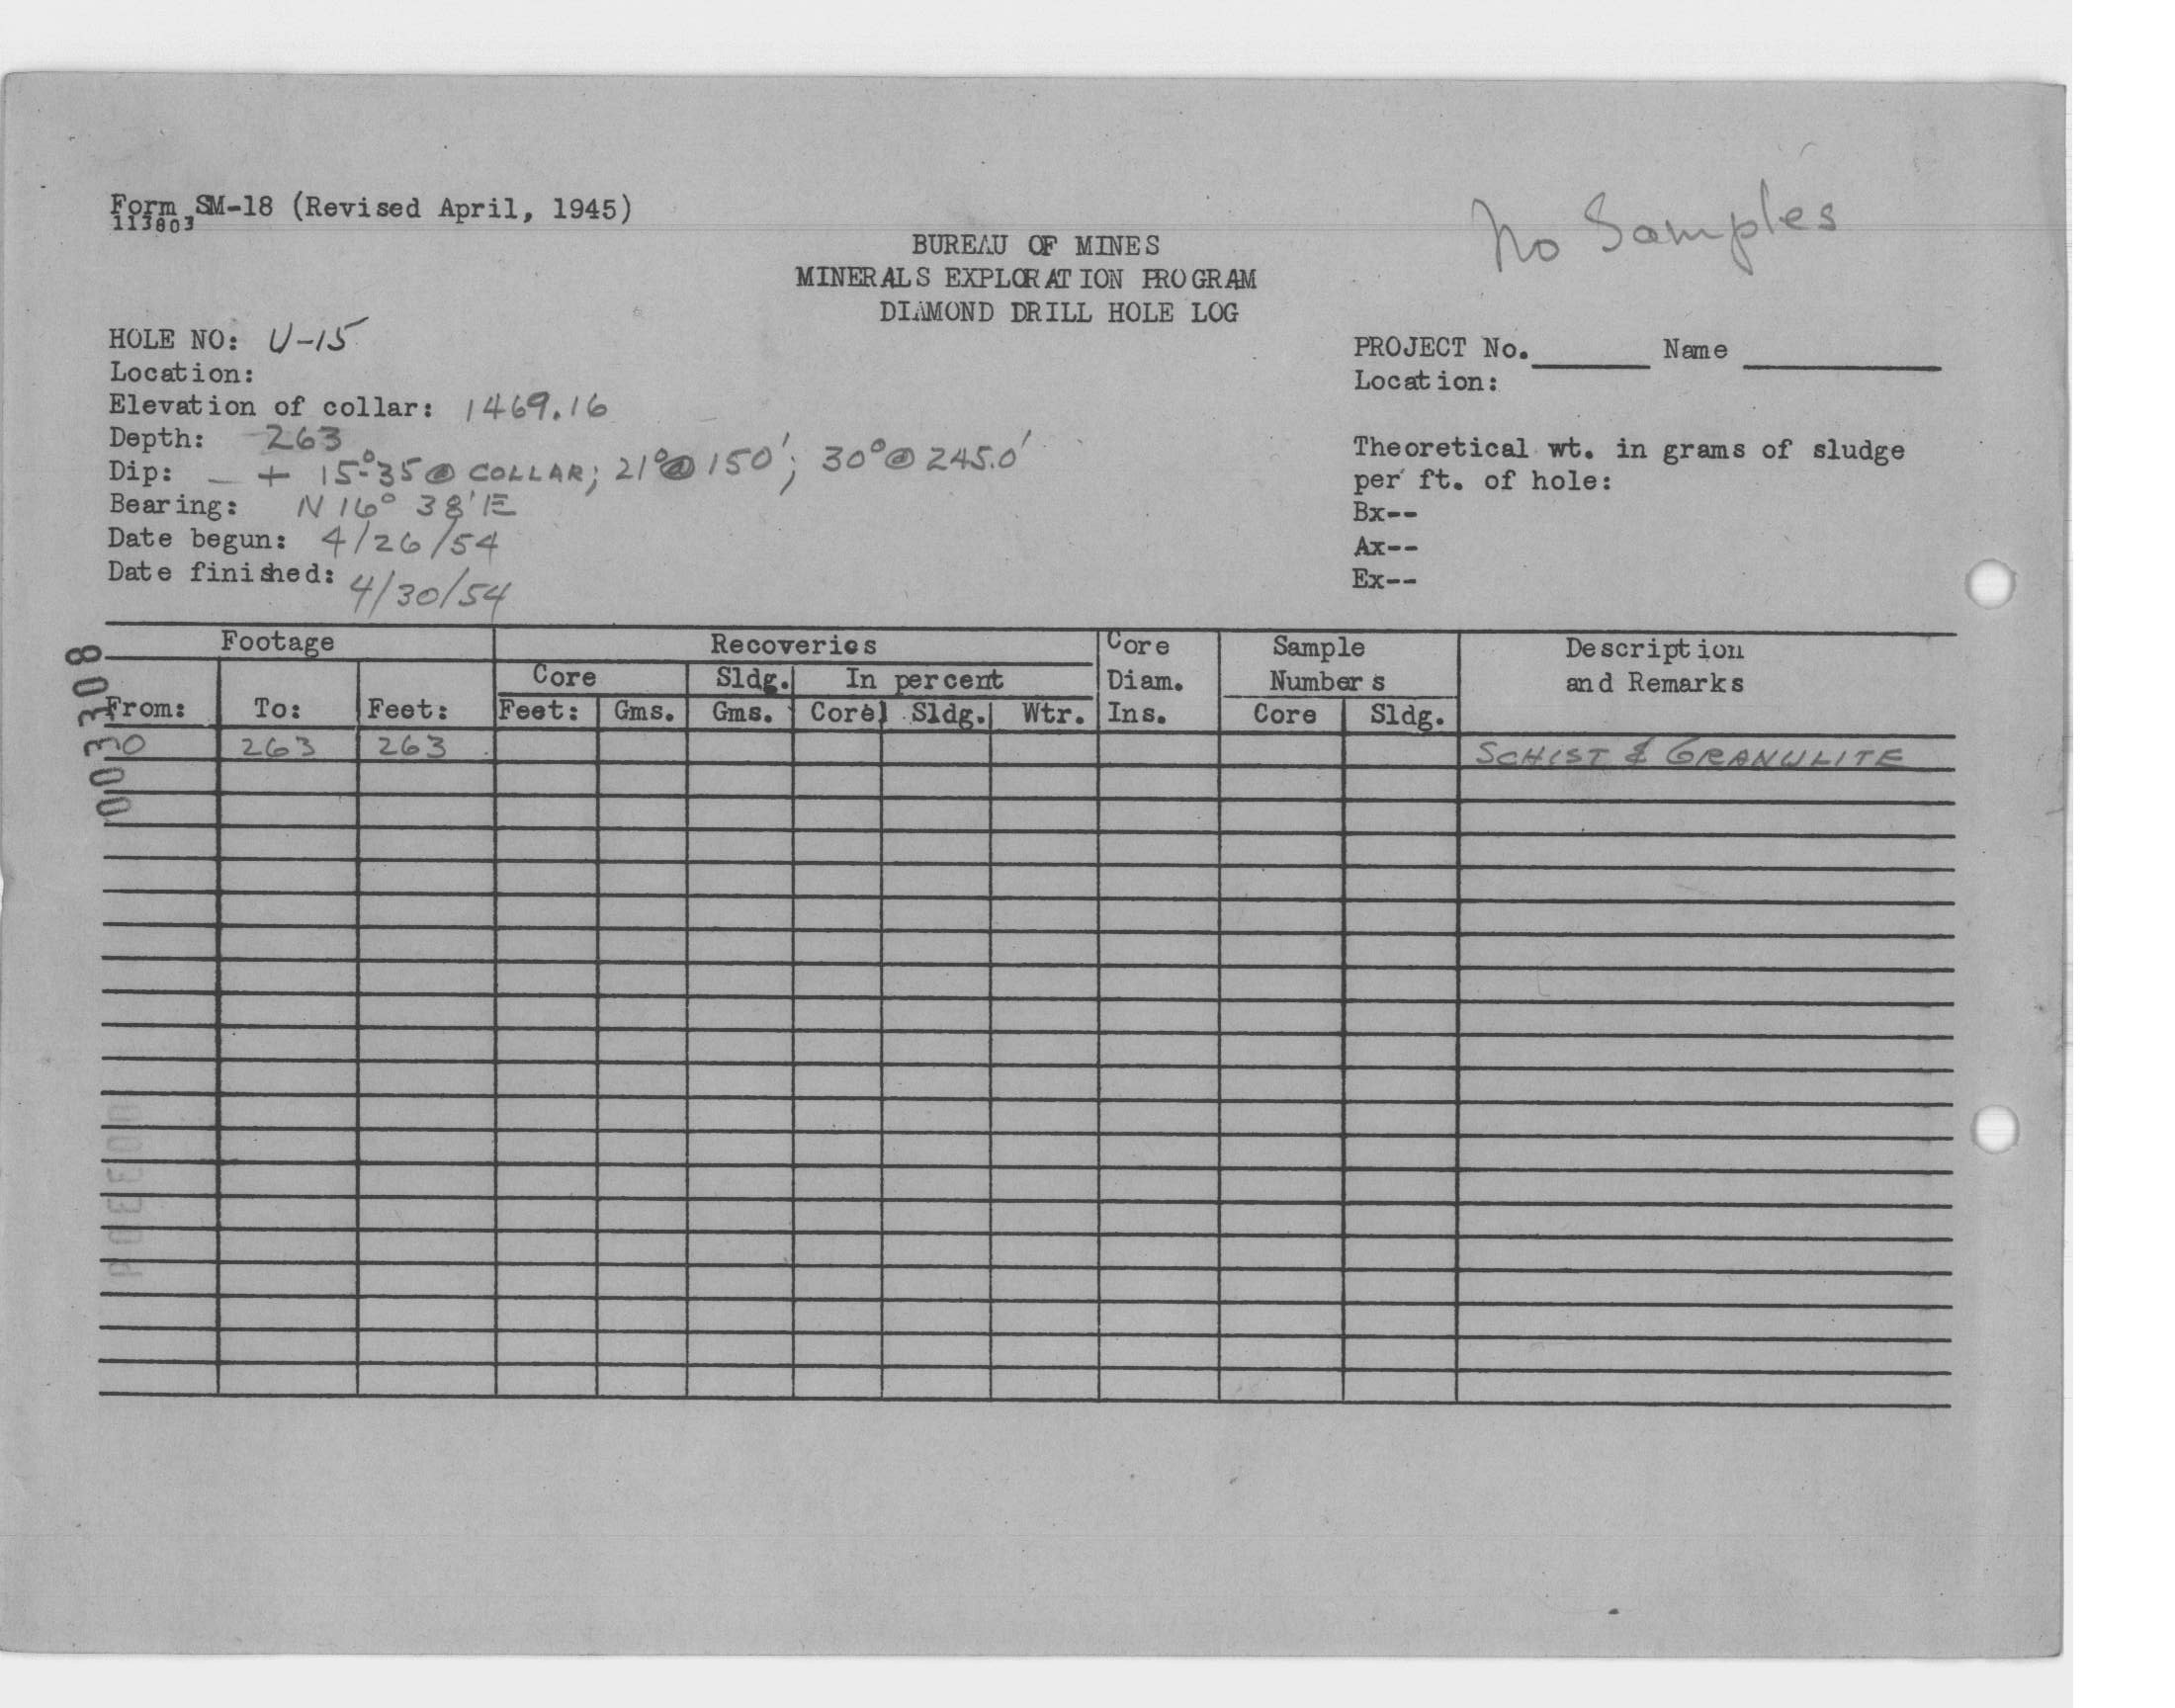 Form SM-18 (Revised April, 1945)
113803
No Samples
BUREAU OF MINES
MINERALS EXPLORATION PROGRAM
DIAMOND DRILL HOLE LOG
HOLE NO: U-15
PROJECT No.______ Name __________
Location:
Location:
Elevation of collar: 1469.16
Depth: 263
Theoretical wt. in grams of sludge
Dip: + 15°-35 @ COLLAR; 21° @ 150'; 30° @ 245.0'
per ft. of hole:
Bearing: N 16° 38' E
Bx--
Date begun: 4/26/54
Ax--
Date finished: 4/30/54
Ex--
Footage Recoveries Core Sample Description
Core Sldg. In percent Diam. Numbers and Remarks
From: To: Feet: Feet: Gms. Gms. Core Sldg. Wtr. Ins. Core Sldg.
0 263 263 SCHIST & GRANULITE
003308